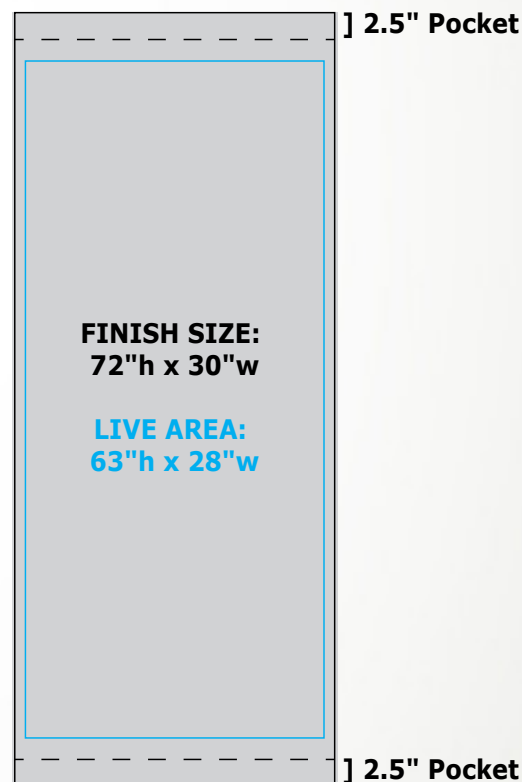 ] 2.5" Pocket
FINISH SIZE:
72"h x 30"w
LIVE AREA:
63"h x 28"w
] 2.5" Pocket